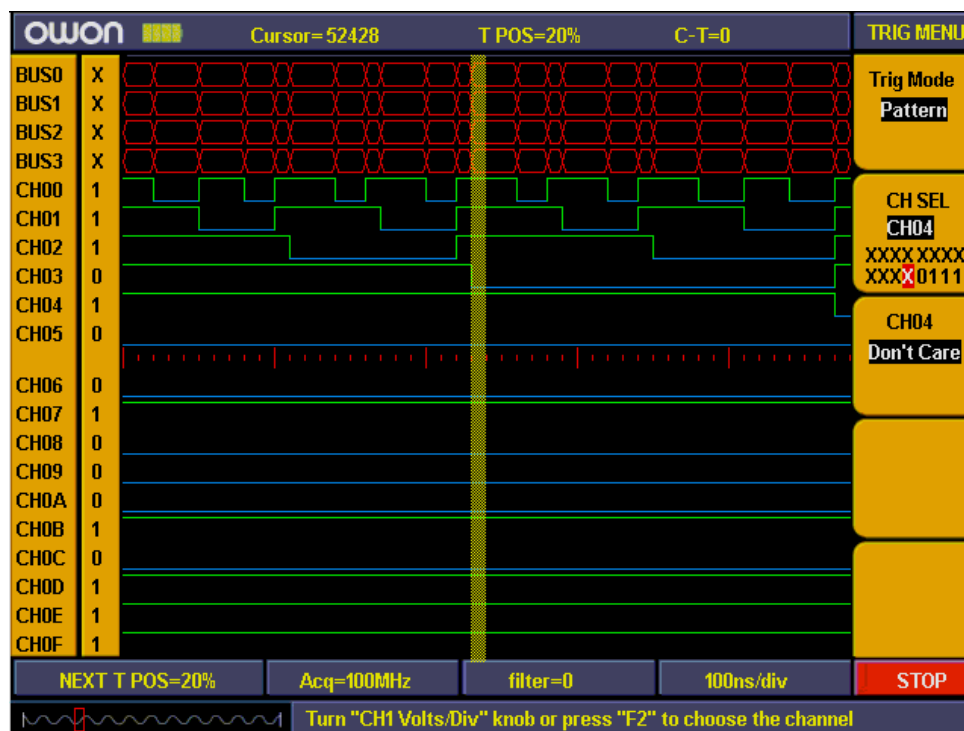 owon Cursor=52428 T POS=20% C-T=0 TRIG MENU
BUS0 X
BUS1 X
BUS2 X
BUS3 X
CH00 1
CH01 1
CH02 1
CH03 0
CH04 1
CH05 0
CH06 0
CH07 1
CH08 0
CH09 0
CH0A 0
CH0B 1
CH0C 0
CH0D 1
CH0E 1
CH0F 1
Trig Mode
Pattern
CH SEL
CH04
XXXX XXXX
XXXX 0111
CH04
Don't Care
NEXT T POS=20% Acq=100MHz filter=0 100ns/div STOP
Turn "CH1 Volts/Div" knob or press "F2" to choose the channel